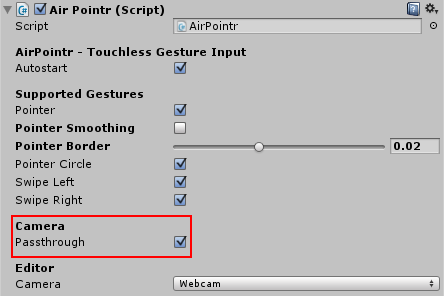 Air Pointr (Script)
Script AirPointr
AirPointr - Touchless Gesture Input
Autostart
Supported Gestures
Pointer
Pointer Smoothing
Pointer Border 0.02
Pointer Circle
Swipe Left
Swipe Right
Camera
Passthrough
Editor
Camera Webcam